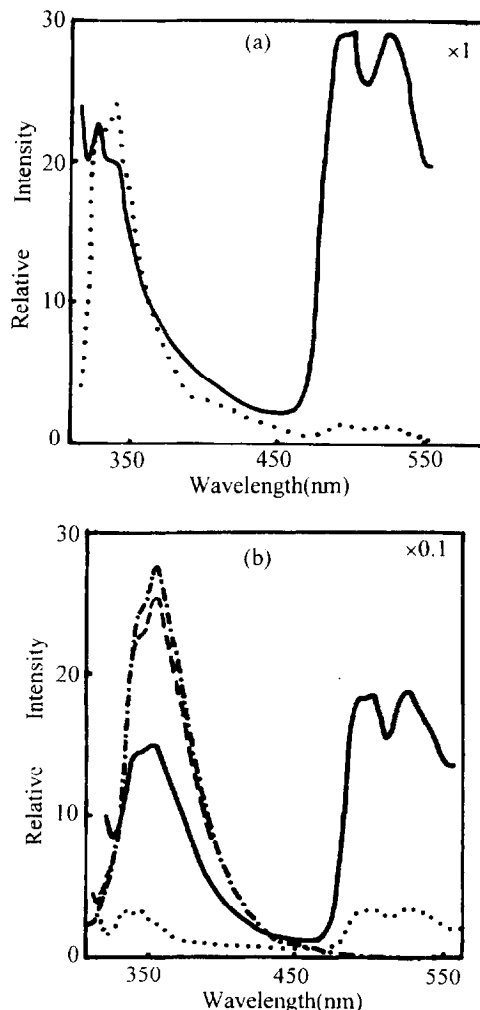 30
(a)
×1
20
10
0
Relative Intensity
350
450
550
Wavelength(nm)
30
(b)
×0.1
20
10
0
Relative Intensity
350
450
550
Wavelength(nm)